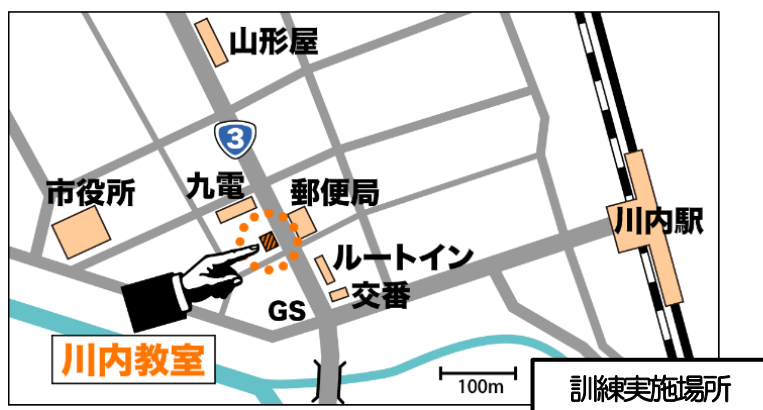 山形屋
3
九電
市役所
郵便局
川内駅
ルートイン
交番
GS
川内教室
100m
訓練実施場所